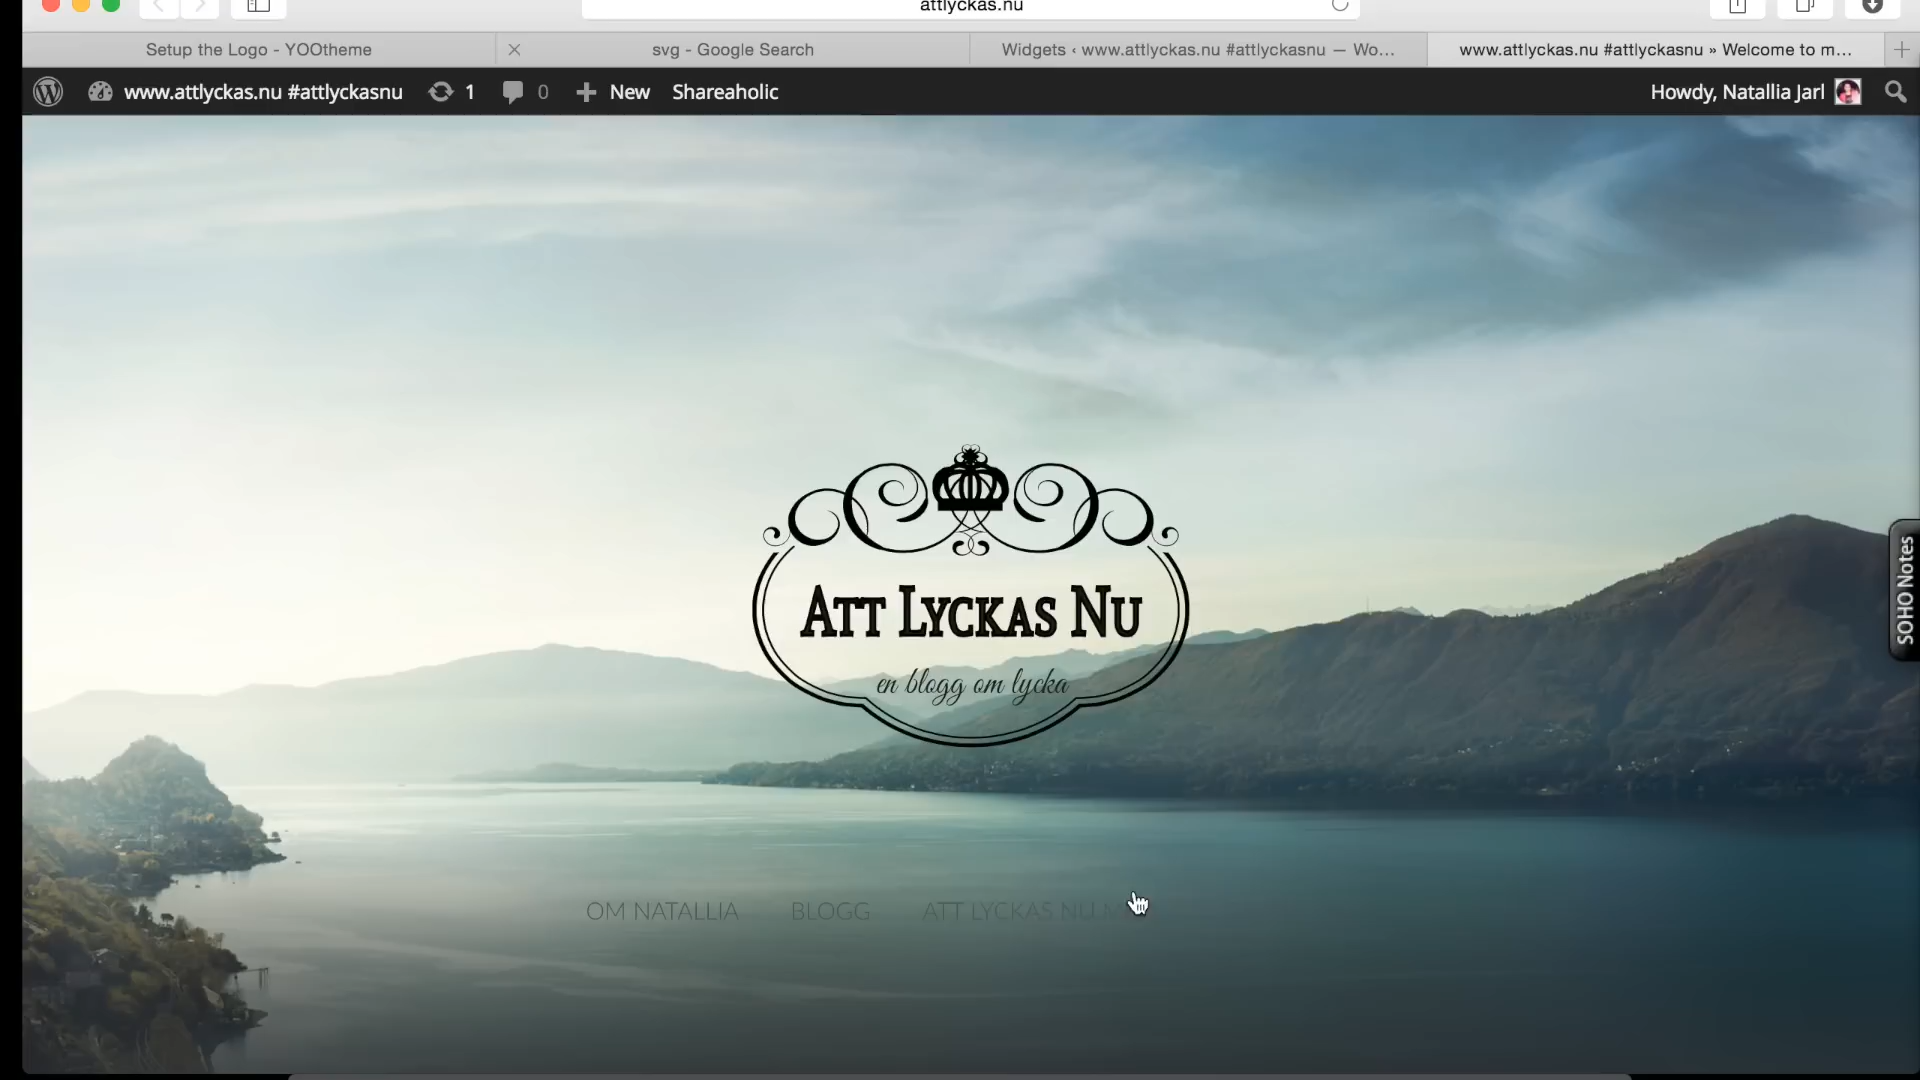 attlyckas.nu
Setup the Logo - YOOtheme
svg - Google Search
Widgets ‹ www.attlyckas.nu #attlyckasnu — Wo...
www.attlyckas.nu #attlyckasnu » Welcome to m...
www.attlyckas.nu #attlyckasnu
1
0
New
Shareaholic
Howdy, Natallia Jarl
SOHO Notes
ATT LYCKAS NU
en blogg om lycka
OM NATALLIA
BLOGG
ATT LYCKAS NU